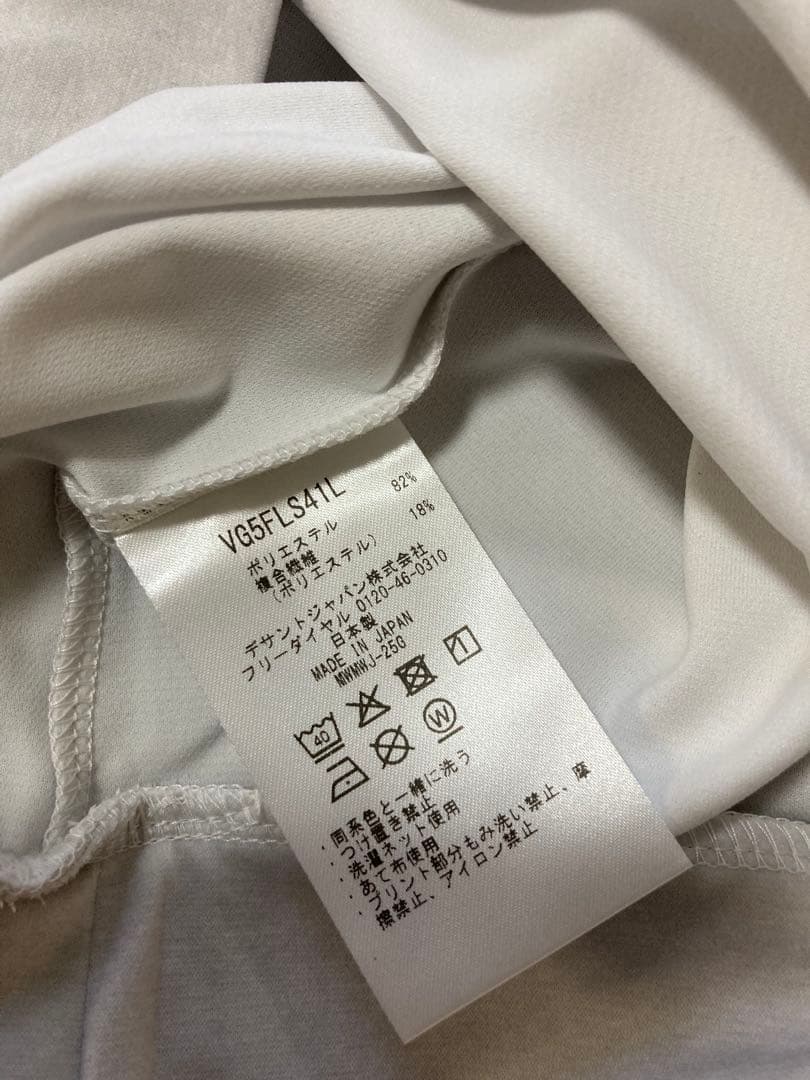 VG5FLS41L
ポリエステル 82%
複合繊維
(ポリエステル) 18%
デサントジャパン株式会社
フリーダイヤル 0120-46-0310
日本製
MADE IN JAPAN
MWMWJ-25G
40
W
・同系色と一緒に洗う
・つけ置き禁止
・洗濯ネット使用
・あて布使用
・プリント部分もみ洗い禁止、摩
擦禁止、アイロン禁止